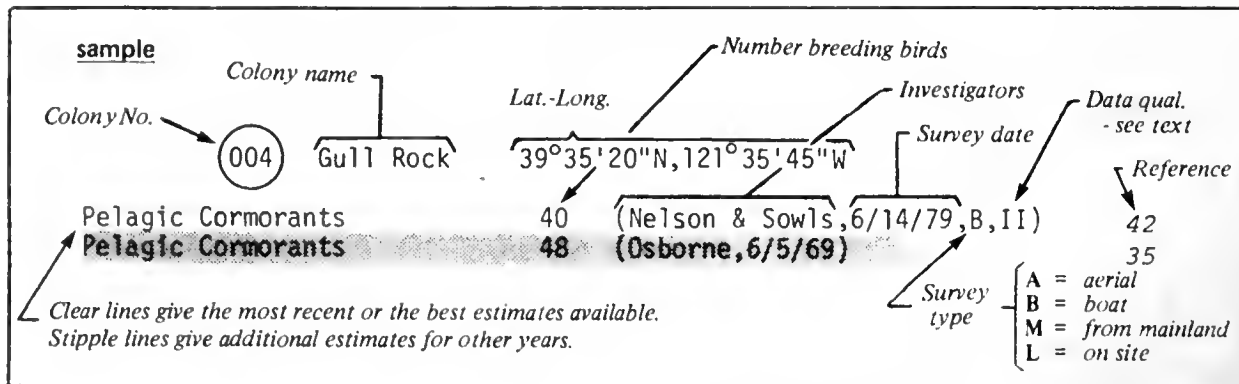 sample
Number breeding birds
Colony name
Lat.-Long.
Investigators
Data qual.
- see text
Colony No.
Survey date
004 Gull Rock 39°35'20"N,121°35'45"W
Reference
Pelagic Cormorants 40 (Nelson & Sowls,6/14/79,B,II) 42
Pelagic Cormorants 48 (Osborne,6/5/69) 35
Clear lines give the most recent or the best estimates available.
Stipple lines give additional estimates for other years.
Survey
type
A = aerial
B = boat
M = from mainland
L = on site